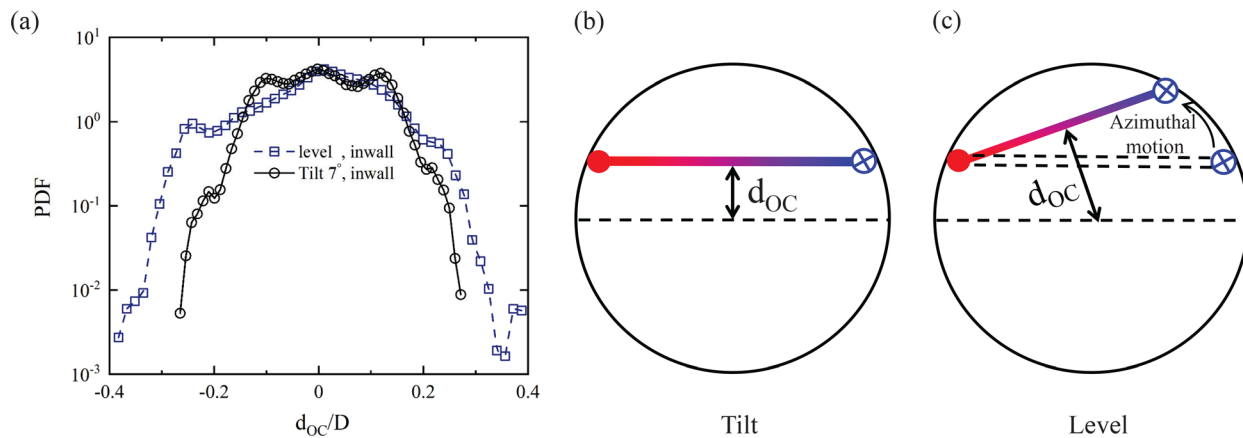 (a)
PDF
10¹
10⁰
10⁻¹
10⁻²
10⁻³
level°, inwall
Tilt 7°, inwall
-0.4 -0.2 0 0.2 0.4
d_OC/D
(b)
d_OC
Tilt
(c)
Azimuthal
motion
d_OC
Level